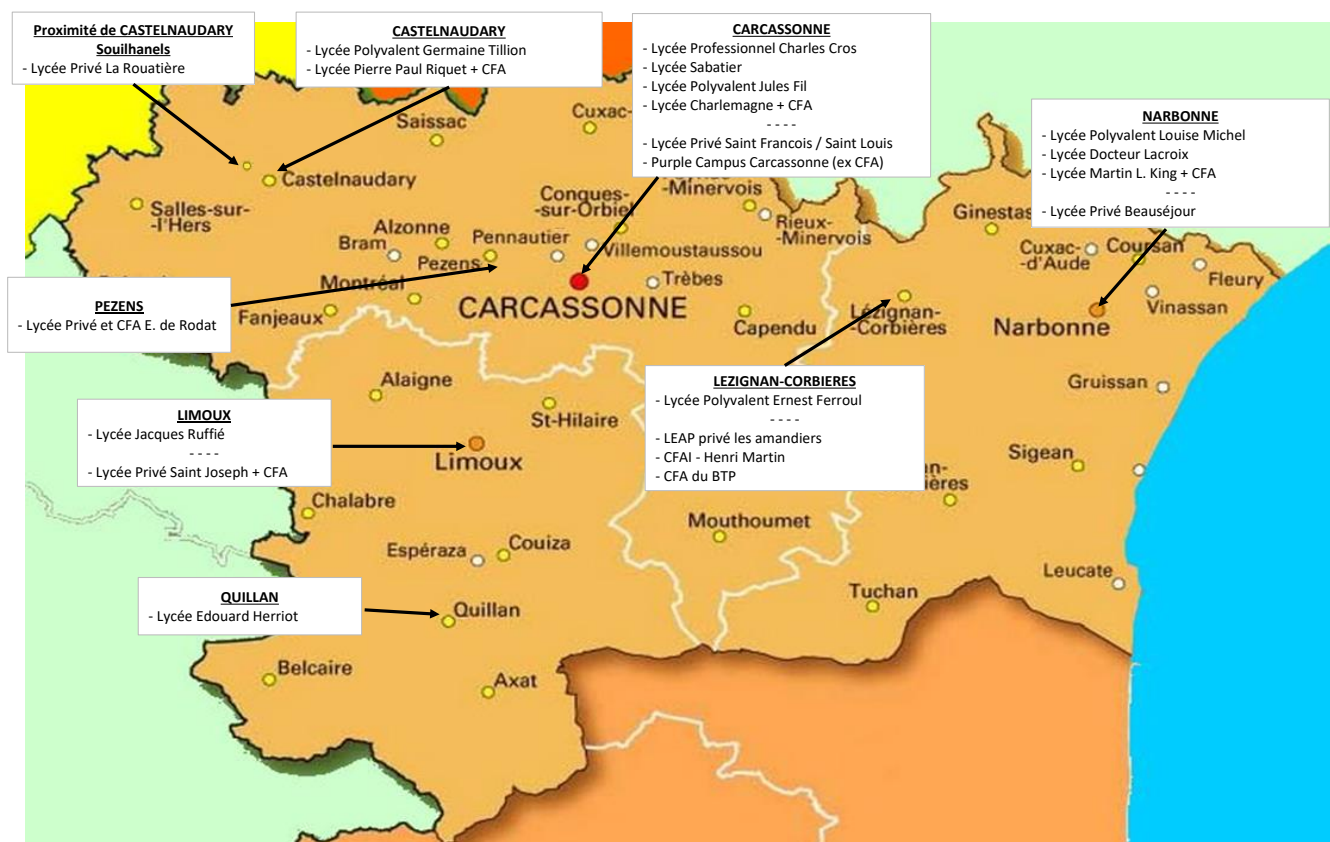 Proximité de CASTELNAUDARY
Souilhanels
- Lycée Privé La Rouatière
CASTELNAUDARY
- Lycée Polyvalent Germaine Tillion
- Lycée Pierre Paul Riquet + CFA
CARCASSONNE
- Lycée Professionnel Charles Cros
- Lycée Sabatier
- Lycée Polyvalent Jules Fil
- Lycée Charlemagne + CFA
- - - -
- Lycée Privé Saint Francois / Saint Louis
- Purple Campus Carcassonne (ex CFA)
NARBONNE
- Lycée Polyvalent Louise Michel
- Lycée Docteur Lacroix
- Lycée Martin L. King + CFA
- - - -
- Lycée Privé Beauséjour
Saissac
Cuxac-
Castelnaudary
Salles-sur-
-l'Hers
Conques-
-sur-Orbiel
-Minervois
Rieux-
-Minervois
Ginestas
Alzonne
Bram
Pennautier
Villemoustaussou
Cuxac-
-d'Aude
Coursan
Pezens
Trèbes
Fleury
Montréal
Vinassan
PEZENS
- Lycée Privé et CFA E. de Rodat
Fanjeaux
CARCASSONNE
Capendu
Lézignan-
-Corbières
Narbonne
LEZIGNAN-CORBIERES
- Lycée Polyvalent Ernest Ferroul
- - - -
- LEAP privé les amandiers
- CFAI - Henri Martin
- CFA du BTP
Alaigne
St-Hilaire
Gruissan
LIMOUX
- Lycée Jacques Ruffié
- - - -
- Lycée Privé Saint Joseph + CFA
Limoux
Sigean
Chalabre
Mouthoumet
Espéraza
Couiza
Leucate
QUILLAN
- Lycée Edouard Herriot
Quillan
Tuchan
Belcaire
Axat